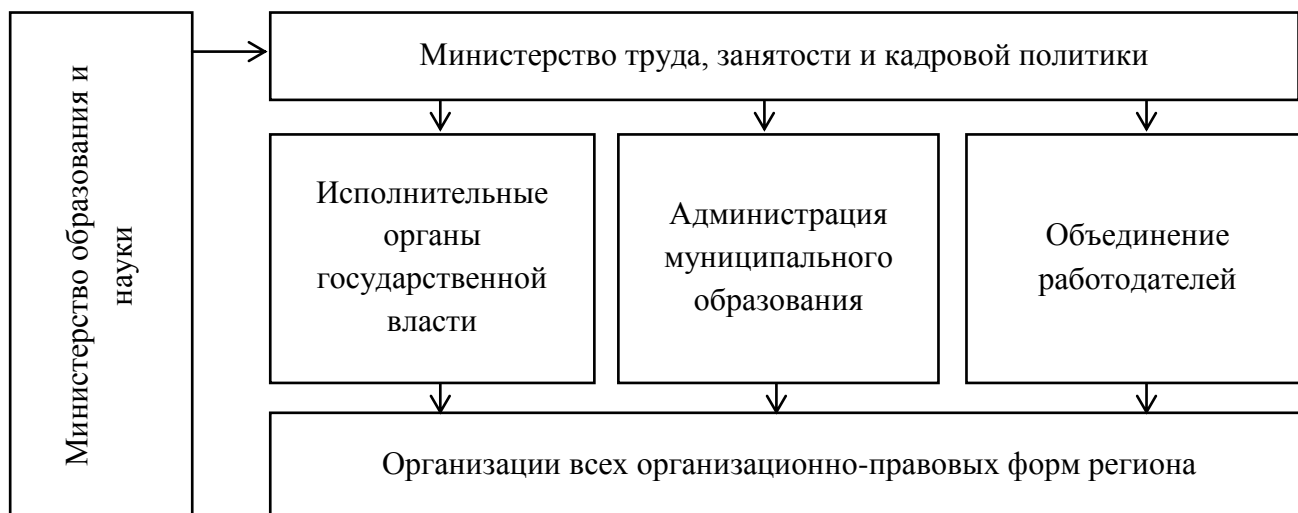 Министерство образования и
науки
Министерство труда, занятости и кадровой политики
Исполнительные
органы
государственной
власти
Администрация
муниципального
образования
Объединение
работодателей
Организации всех организационно-правовых форм региона